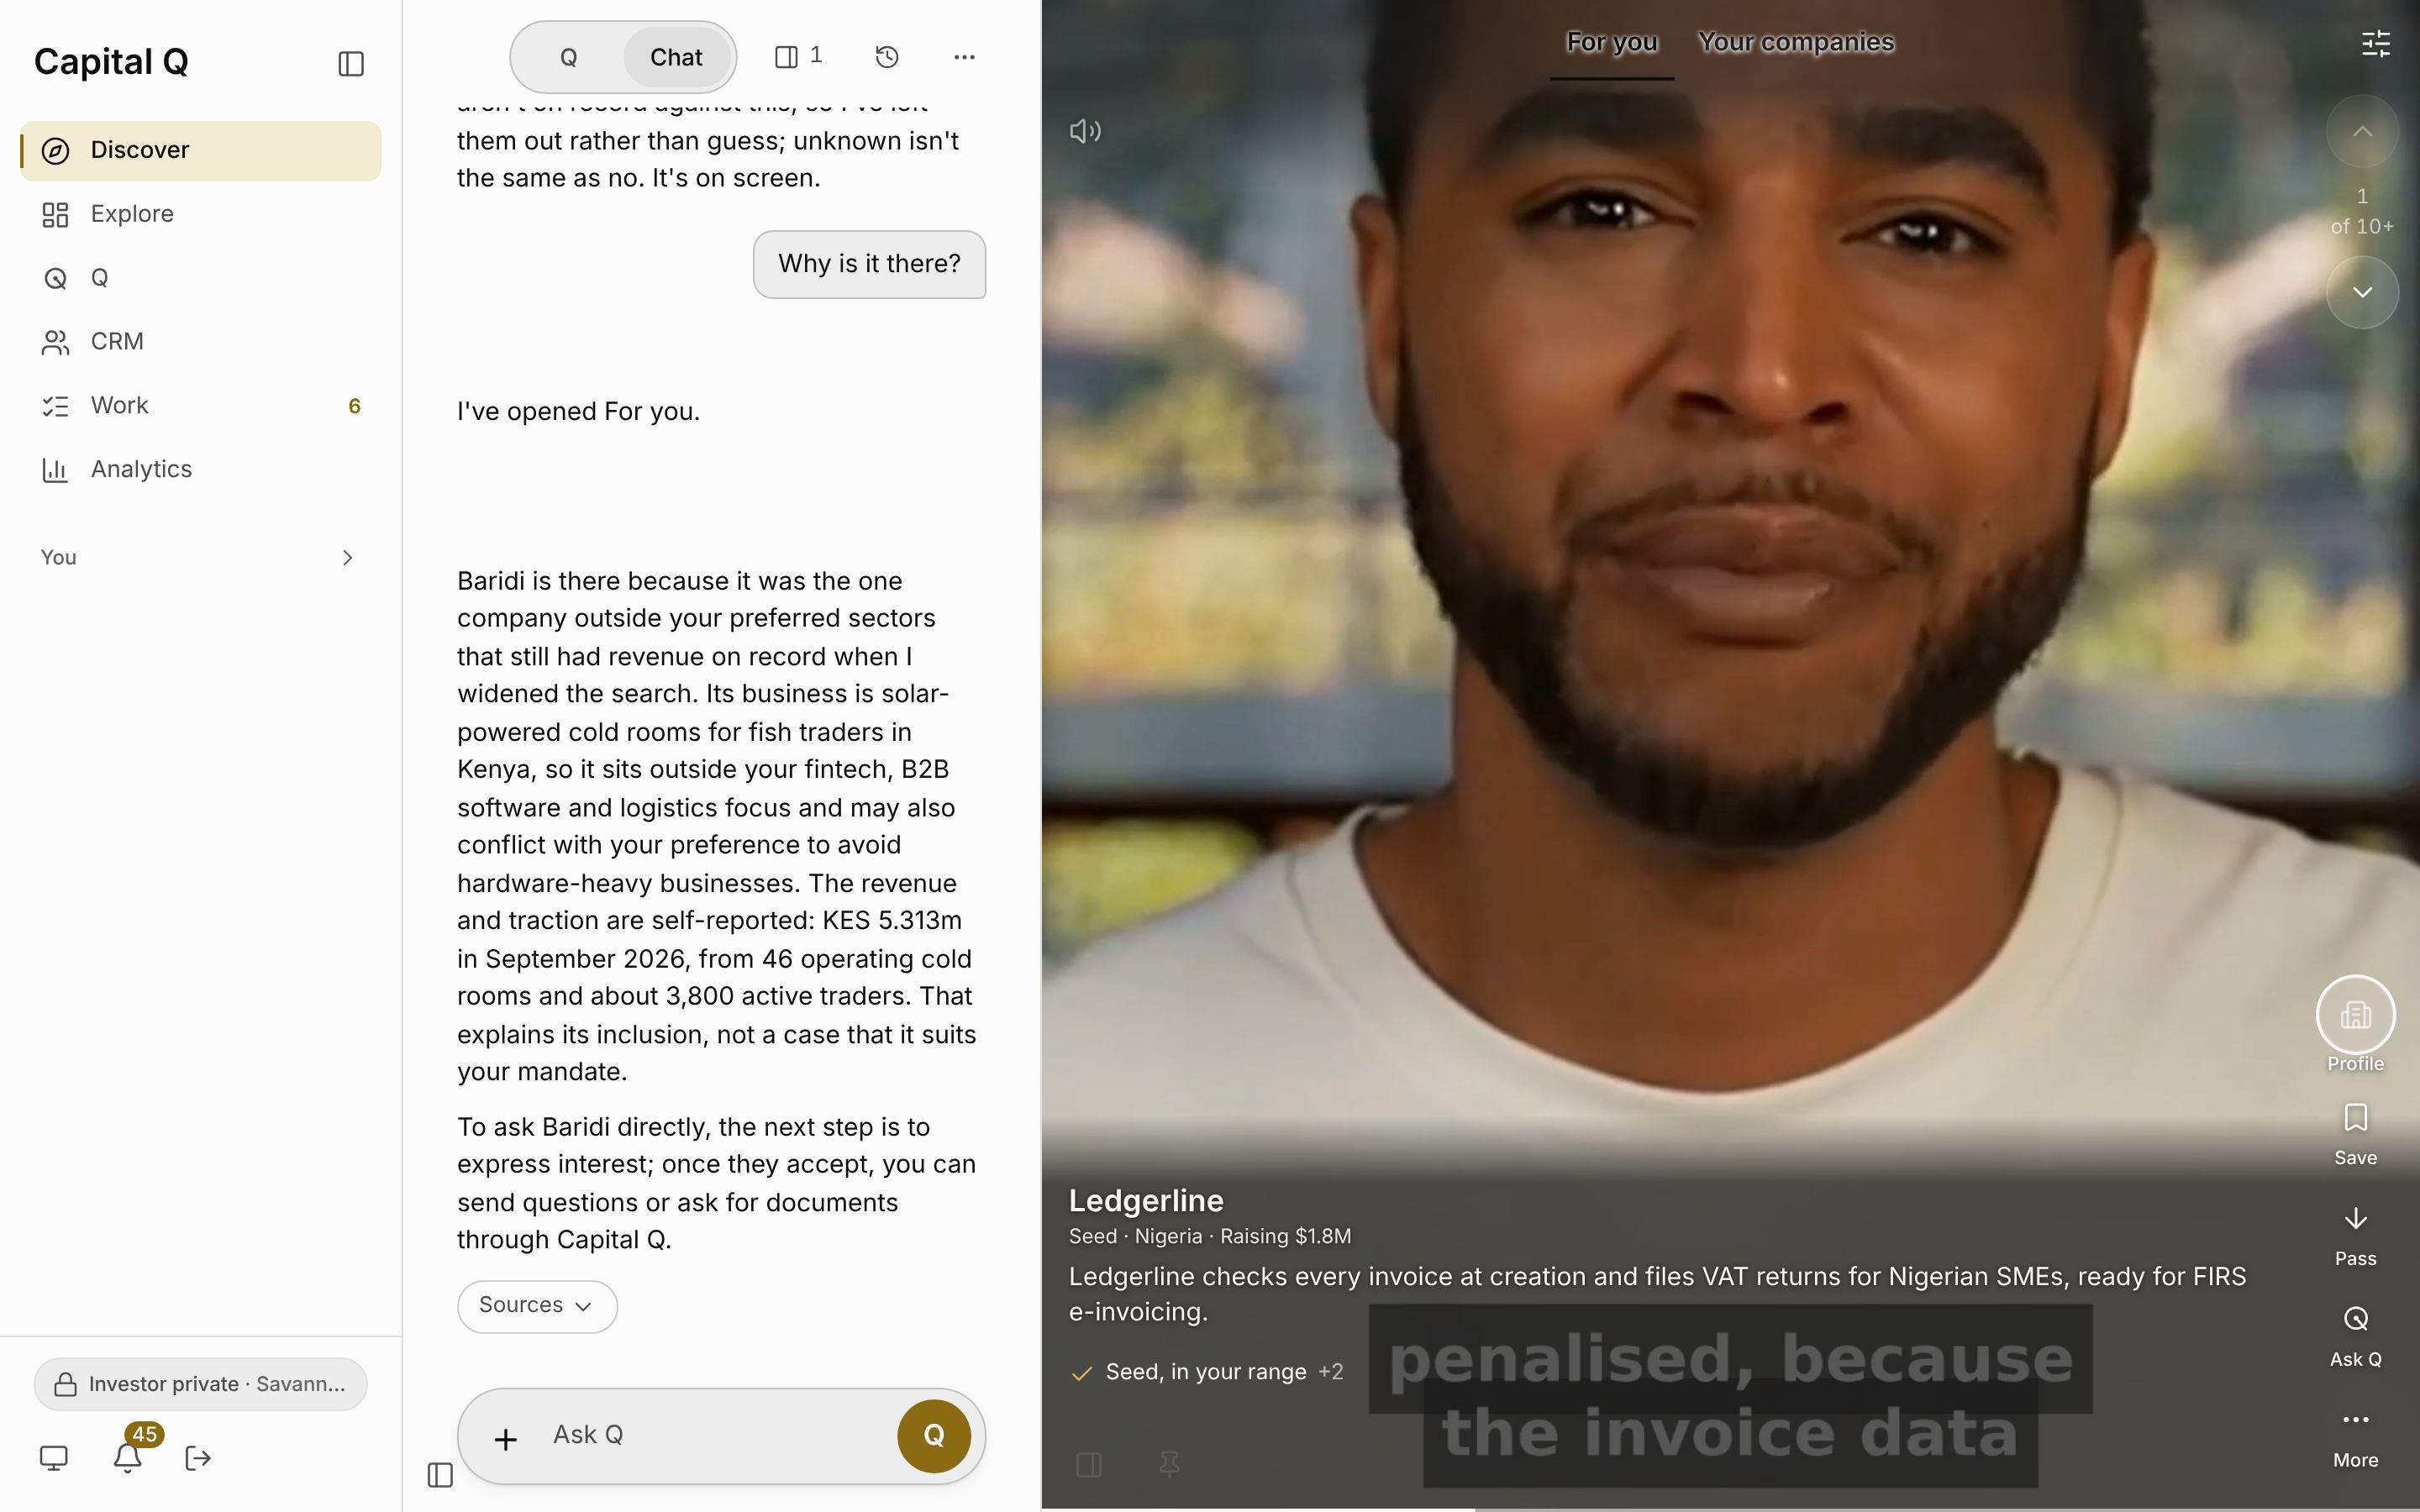 Capital Q
Discover
Explore
Q
CRM
Work 6
Analytics
You
Investor private · Savann...
45
Q Chat 1
aren't on record against this, so I've left
them out rather than guess; unknown isn't
the same as no. It's on screen.
Why is it there?
I've opened For you.
Baridi is there because it was the one
company outside your preferred sectors
that still had revenue on record when I
widened the search. Its business is solar-
powered cold rooms for fish traders in
Kenya, so it sits outside your fintech, B2B
software and logistics focus and may also
conflict with your preference to avoid
hardware-heavy businesses. The revenue
and traction are self-reported: KES 5.313m
in September 2026, from 46 operating cold
rooms and about 3,800 active traders. That
explains its inclusion, not a case that it suits
your mandate.
To ask Baridi directly, the next step is to
express interest; once they accept, you can
send questions or ask for documents
through Capital Q.
Sources
Ask Q
Q
For you Your companies
1
of 10+
Profile
Save
Pass
Ask Q
More
Ledgerline
Seed · Nigeria · Raising $1.8M
Ledgerline checks every invoice at creation and files VAT returns for Nigerian SMEs, ready for FIRS
e-invoicing.
Seed, in your range +2
penalised, because
the invoice data